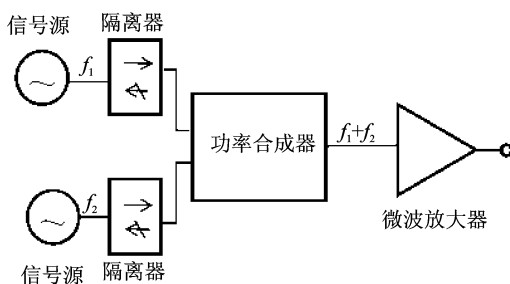 信号源
隔离器
f₁
功率合成器
f₁+f₂
微波放大器
f₂
信号源
隔离器